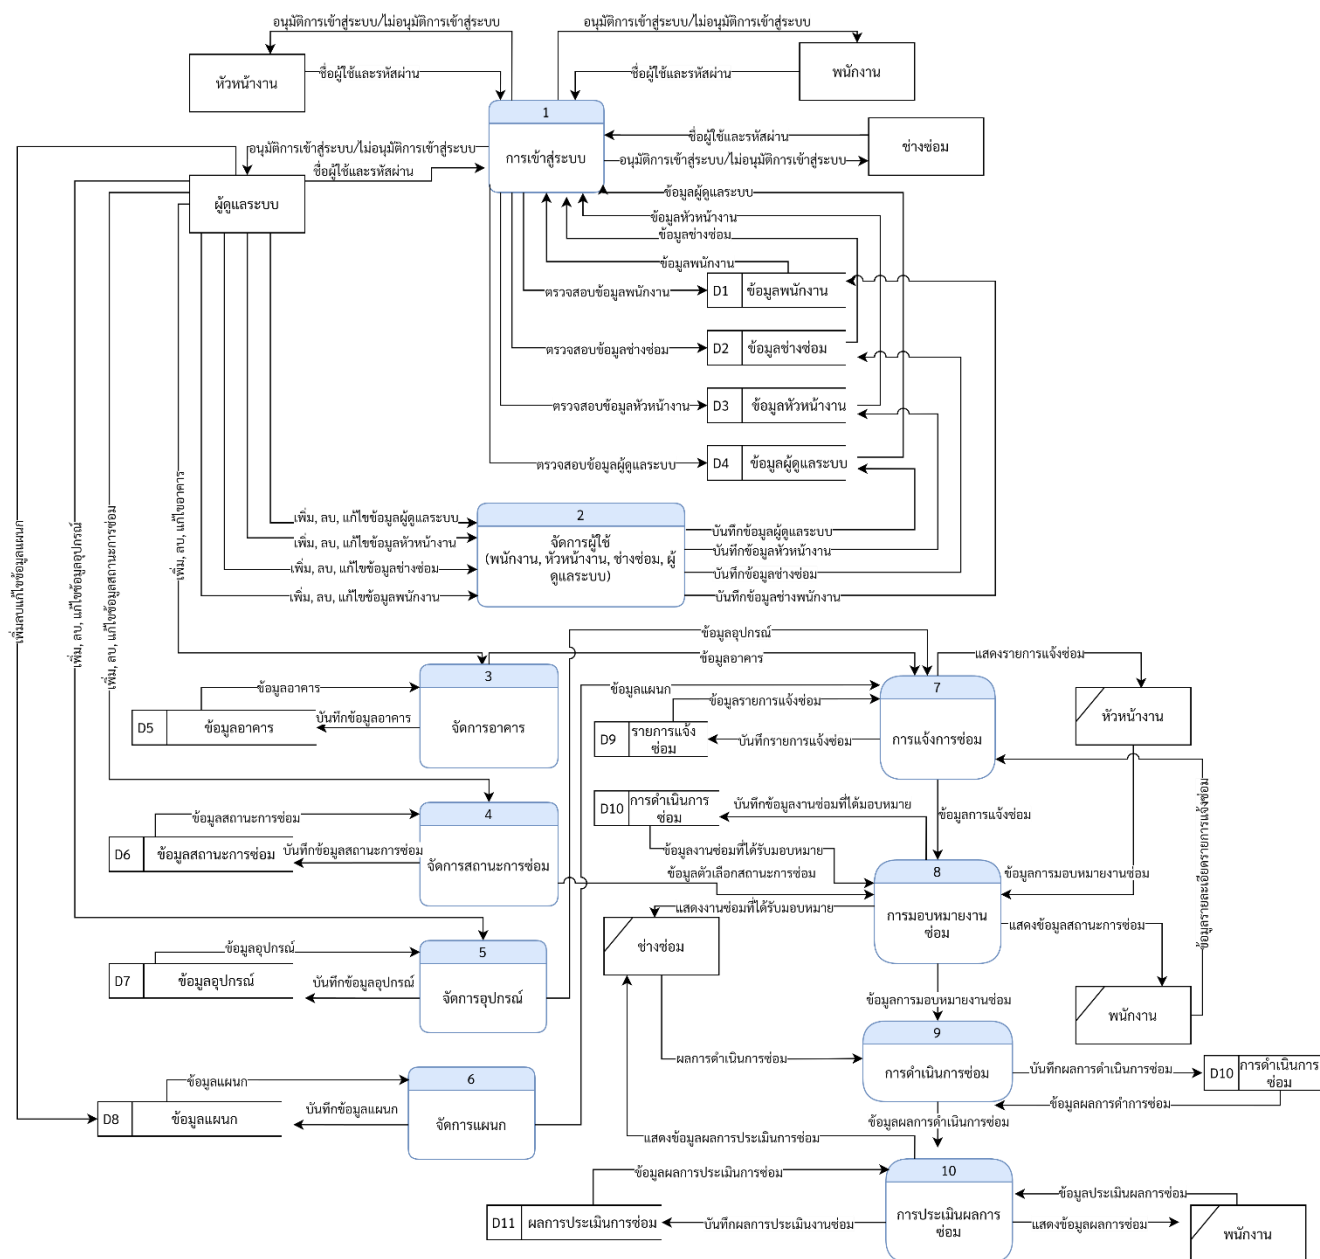 อนุมัติการเข้าสู่ระบบ/ไม่อนุมัติการเข้าสู่ระบบ
อนุมัติการเข้าสู่ระบบ/ไม่อนุมัติการเข้าสู่ระบบ
หัวหน้างาน
ชื่อผู้ใช้และรหัสผ่าน
ชื่อผู้ใช้และรหัสผ่าน
พนักงาน
1
การเข้าสู่ระบบ
ชื่อผู้ใช้และรหัสผ่าน
อนุมัติการเข้าสู่ระบบ/ไม่อนุมัติการเข้าสู่ระบบ
ช่างซ่อม
อนุมัติการเข้าสู่ระบบ/ไม่อนุมัติการเข้าสู่ระบบ
ชื่อผู้ใช้และรหัสผ่าน
ผู้ดูแลระบบ
ข้อมูลผู้ดูแลระบบ
ข้อมูลหัวหน้างาน
ข้อมูลช่างซ่อม
ข้อมูลพนักงาน
ตรวจสอบข้อมูลพนักงาน
D1
ข้อมูลพนักงาน
ตรวจสอบข้อมูลช่างซ่อม
D2
ข้อมูลช่างซ่อม
ตรวจสอบข้อมูลหัวหน้างาน
D3
ข้อมูลหัวหน้างาน
ตรวจสอบข้อมูลผู้ดูแลระบบ
D4
ข้อมูลผู้ดูแลระบบ
เพิ่มลบแก้ไขข้อมูลแผนก
เพิ่ม, ลบ, แก้ไขข้อมูลอุปกรณ์
เพิ่ม, ลบ, แก้ไขข้อมูลสถานะการซ่อม
เพิ่ม, ลบ, แก้ไขอาคาร
เพิ่ม, ลบ, แก้ไขข้อมูลผู้ดูแลระบบ
เพิ่ม, ลบ, แก้ไขข้อมูลหัวหน้างาน
เพิ่ม, ลบ, แก้ไขข้อมูลช่างซ่อม
เพิ่ม, ลบ, แก้ไขข้อมูลพนักงาน
2
จัดการผู้ใช้
(พนักงาน, หัวหน้างาน, ช่างซ่อม, ผู้
ดูแลระบบ)
บันทึกข้อมูลผู้ดูแลระบบ
บันทึกข้อมูลหัวหน้างาน
บันทึกข้อมูลช่างซ่อม
บันทึกข้อมูลช่างพนักงาน
ข้อมูลอุปกรณ์
ข้อมูลอาคาร
ข้อมูลแผนก
3
จัดการอาคาร
ข้อมูลอาคาร
บันทึกข้อมูลอาคาร
D5
ข้อมูลอาคาร
แสดงรายการแจ้งซ่อม
7
การแจ้งการซ่อม
หัวหน้างาน
ข้อมูลรายการแจ้งซ่อม
D9
รายการแจ้ง
ซ่อม
บันทึกรายการแจ้งซ่อม
4
จัดการสถานะการซ่อม
ข้อมูลสถานะการซ่อม
บันทึกข้อมูลสถานะการซ่อม
D6
ข้อมูลสถานะการซ่อม
D10
การดำเนินการ
ซ่อม
บันทึกข้อมูลงานซ่อมที่ได้มอบหมาย
ข้อมูลการแจ้งซ่อม
ข้อมูลงานซ่อมที่ได้รับมอบหมาย
ข้อมูลตัวเลือกสถานะการซ่อม
แสดงงานซ่อมที่ได้รับมอบหมาย
8
การมอบหมายงาน
ซ่อม
ข้อมูลการมอบหมายงานซ่อม
แสดงข้อมูลสถานะการซ่อม
ข้อมูลรายละเอียดรายการแจ้งซ่อม
ช่างซ่อม
พนักงาน
5
จัดการอุปกรณ์
ข้อมูลอุปกรณ์
บันทึกข้อมูลอุปกรณ์
D7
ข้อมูลอุปกรณ์
ข้อมูลการมอบหมายงานซ่อม
9
การดำเนินการซ่อม
ผลการดำเนินการซ่อม
บันทึกผลการดำเนินการซ่อม
D10
การดำเนินการ
ซ่อม
ข้อมูลผลการดำการซ่อม
ข้อมูลผลการดำเนินการซ่อม
6
จัดการแผนก
ข้อมูลแผนก
บันทึกข้อมูลแผนก
D8
ข้อมูลแผนก
แสดงข้อมูลผลการประเมินการซ่อม
10
การประเมินผลการ
ซ่อม
ข้อมูลผลการประเมินการซ่อม
D11
ผลการประเมินการซ่อม
บันทึกผลการประเมินงานซ่อม
ข้อมูลประเมินผลการซ่อม
แสดงข้อมูลผลการซ่อม
พนักงาน